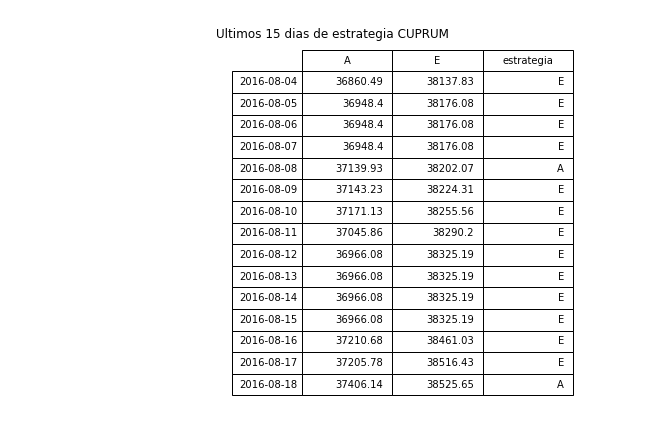 Ultimos 15 dias de estrategia CUPRUM
A E estrategia
2016-08-04 36860.49 38137.83 E
2016-08-05 36948.4 38176.08 E
2016-08-06 36948.4 38176.08 E
2016-08-07 36948.4 38176.08 E
2016-08-08 37139.93 38202.07 A
2016-08-09 37143.23 38224.31 E
2016-08-10 37171.13 38255.56 E
2016-08-11 37045.86 38290.2 E
2016-08-12 36966.08 38325.19 E
2016-08-13 36966.08 38325.19 E
2016-08-14 36966.08 38325.19 E
2016-08-15 36966.08 38325.19 E
2016-08-16 37210.68 38461.03 E
2016-08-17 37205.78 38516.43 E
2016-08-18 37406.14 38525.65 A